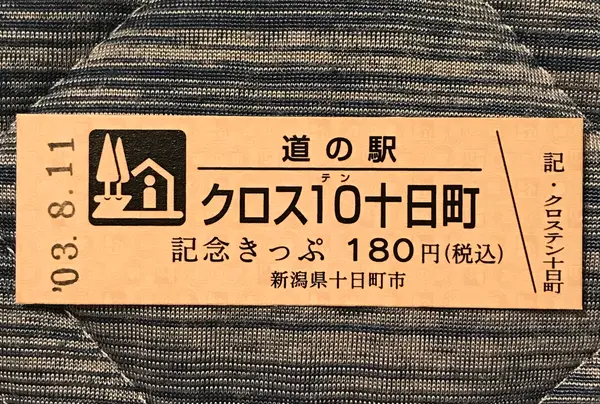 '03.8.11
道の駅
テン
クロス10十日町
記念きっぷ 180円(税込)
新潟県十日町市
記・クロステン十日町